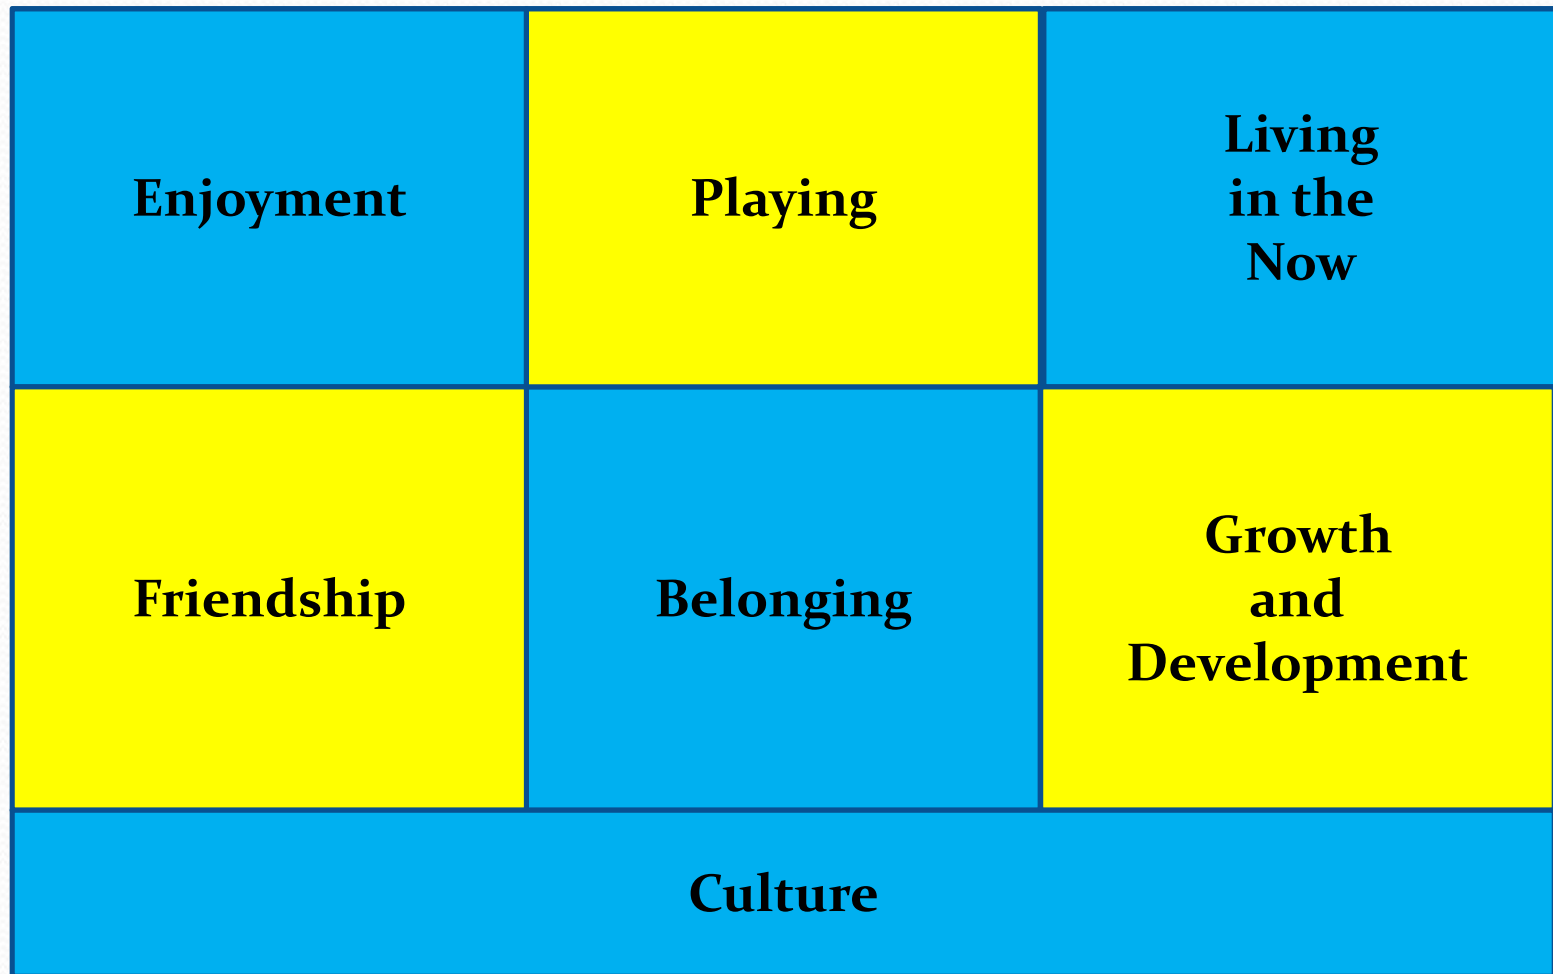 Enjoyment
Playing
Living
in the
Now
Friendship
Belonging
Growth
and
Development
Culture